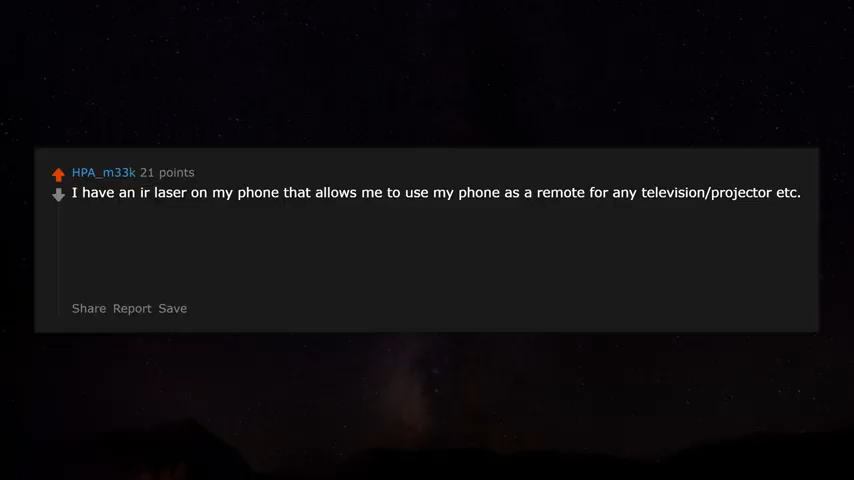 HPA_m33k 21 points
I have an ir laser on my phone that allows me to use my phone as a remote for any television/projector etc.
Share Report Save